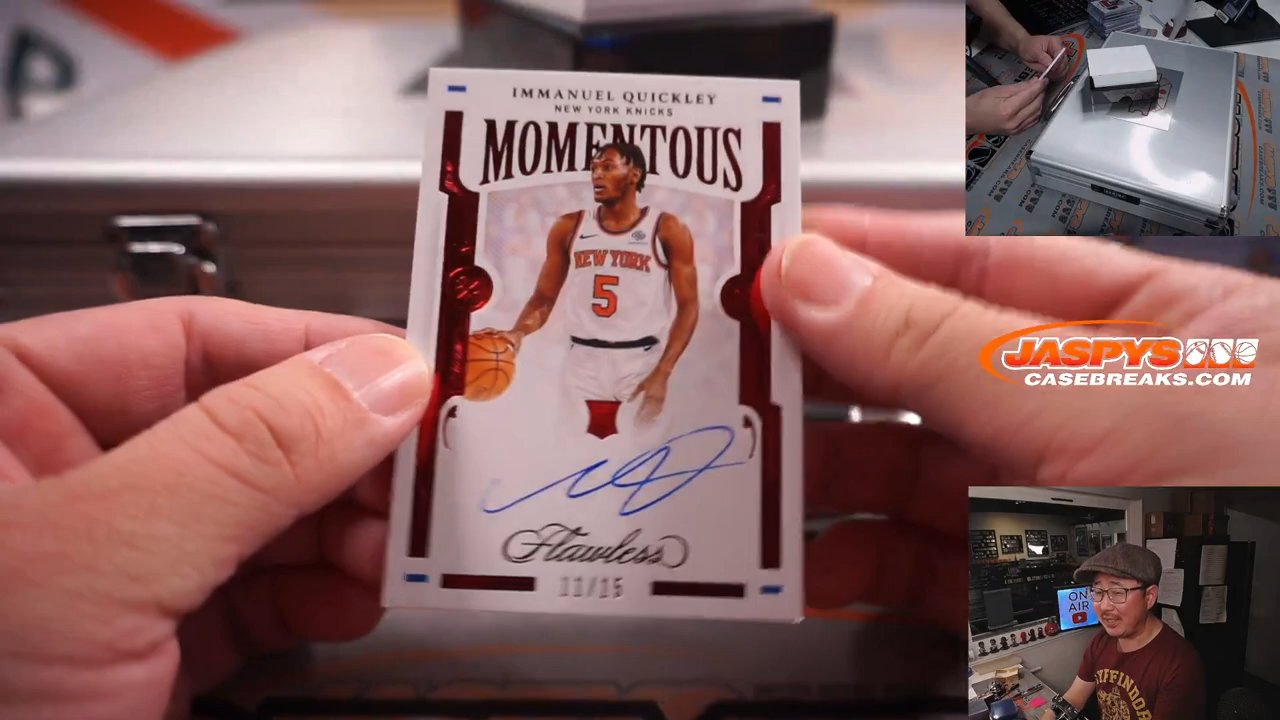 IMMANUEL QUICKLEY
NEW YORK KNICKS
MOMENTOUS
NEW YORK
5
Flawless
11/15
JASPYS
CASEBREAKS.COM
ON
AIR